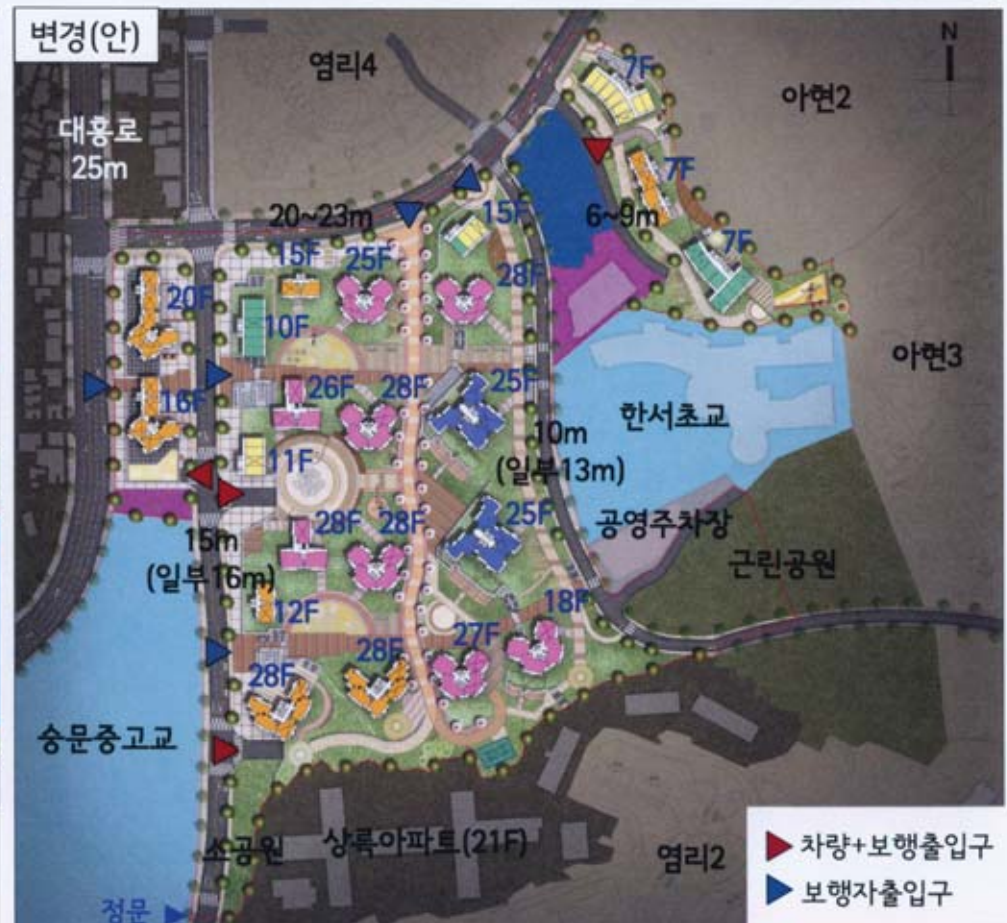 변경(안)
N
염리4
아현2
7F
대흥로
25m
7F
20~23m
15F
6~9m
7F
15F
25F
28F
20F
10F
아현3
26F
28F
25F
16F
한서초교
10m
(일부13m)
11F
28F
28F
25F
공영주차장
15m
(일부16m)
근린공원
12F
18F
28F
28F
27F
숭문중고교
소공원
상록아파트(21F)
염리2
차량+보행출입구
보행자출입구
정문